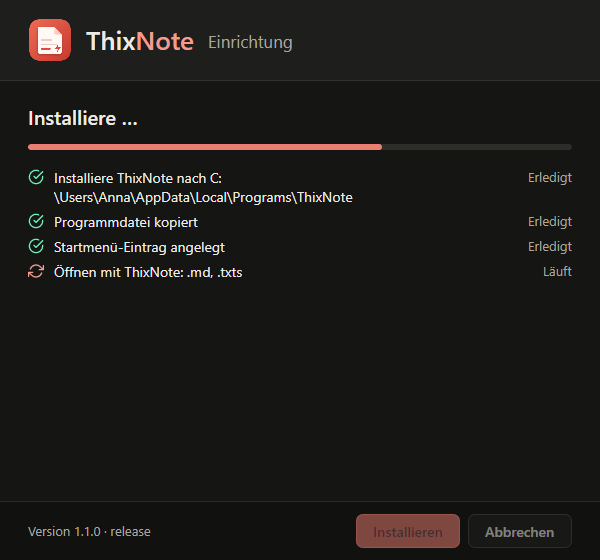 ThixNote Einrichtung
Installiere ...
Installiere ThixNote nach C: Erledigt
\Users\Anna\AppData\Local\Programs\ThixNote
Programmdatei kopiert Erledigt
Startmenü-Eintrag angelegt Erledigt
Öffnen mit ThixNote: .md, .txts Läuft
Version 1.1.0 · release Installieren Abbrechen